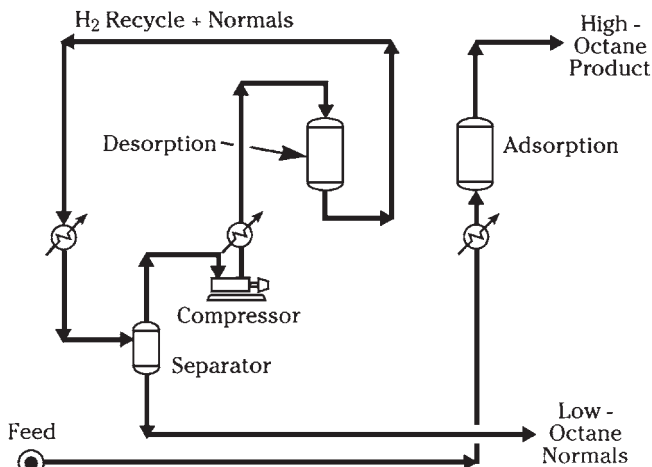 H₂ Recycle + Normals
High -
Octane
Product
Desorption
Adsorption
Compressor
Separator
Feed
Low -
Octane
Normals